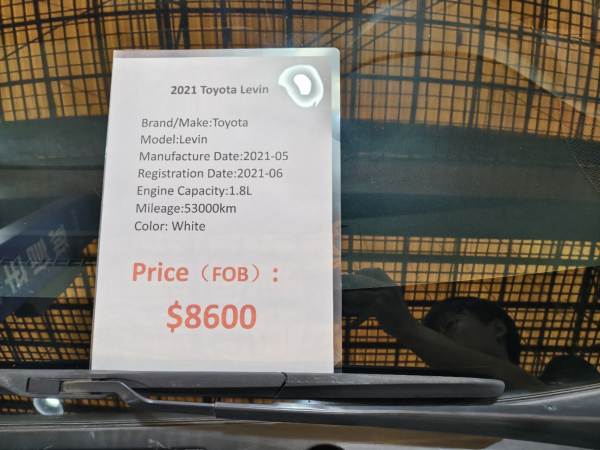 2021 Toyota Levin
Brand/Make:Toyota
Model:Levin
Manufacture Date:2021-05
Registration Date:2021-06
Engine Capacity:1.8L
Mileage:53000km
Color: White
Price（FOB）:
$8600